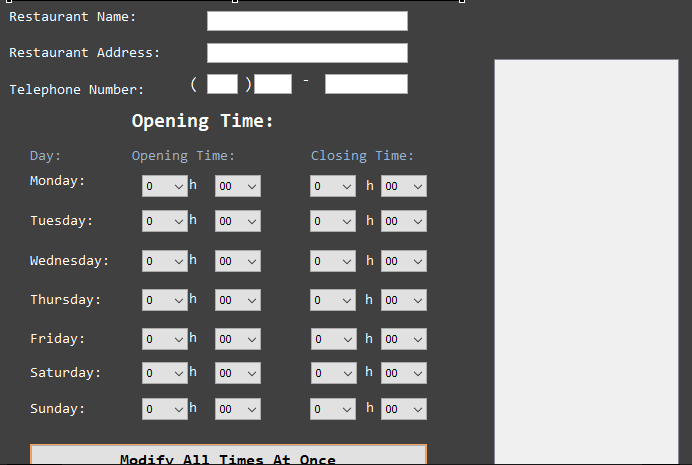 Restaurant Name:
Restaurant Address:
Telephone Number: ( ) -
Opening Time:
Day: Opening Time: Closing Time:
Monday: 0 h 00 0 h 00
Tuesday: 0 h 00 0 h 00
Wednesday: 0 h 00 0 h 00
Thursday: 0 h 00 0 h 00
Friday: 0 h 00 0 h 00
Saturday: 0 h 00 0 h 00
Sunday: 0 h 00 0 h 00
Modify All Times At Once